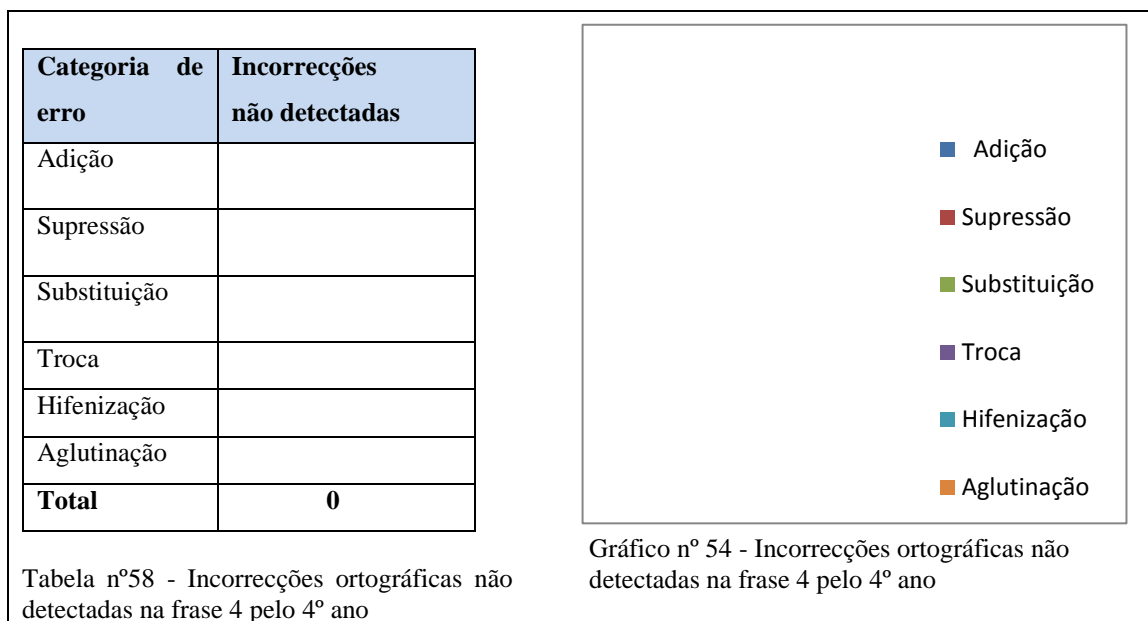 Categoria de
erro
Incorrecções
não detectadas
Adição
Supressão
Substituição
Troca
Hifenização
Aglutinação
Total 0
Tabela nº58 - Incorrecções ortográficas não
detectadas na frase 4 pelo 4º ano
Adição
Supressão
Substituição
Troca
Hifenização
Aglutinação
Gráfico nº 54 - Incorrecções ortográficas não
detectadas na frase 4 pelo 4º ano